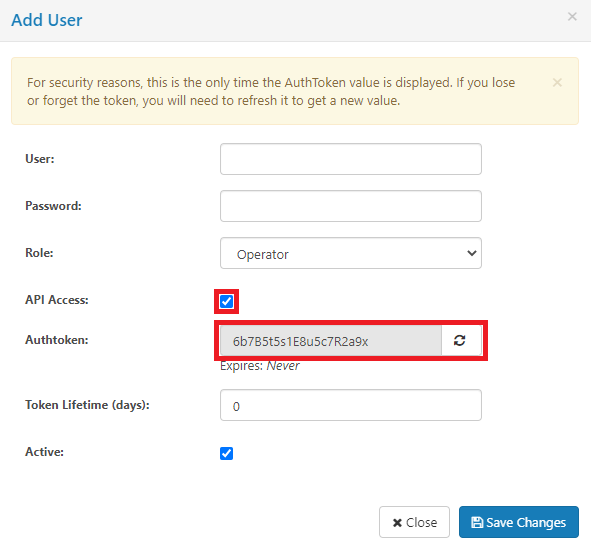 Add User
For security reasons, this is the only time the AuthToken value is displayed. If you lose
or forget the token, you will need to refresh it to get a new value.
User:
Password:
Role:
Operator
API Access:
Authtoken:
6b7B5t5s1E8u5c7R2a9x
Expires: Never
Token Lifetime (days):
0
Active:
Close
Save Changes